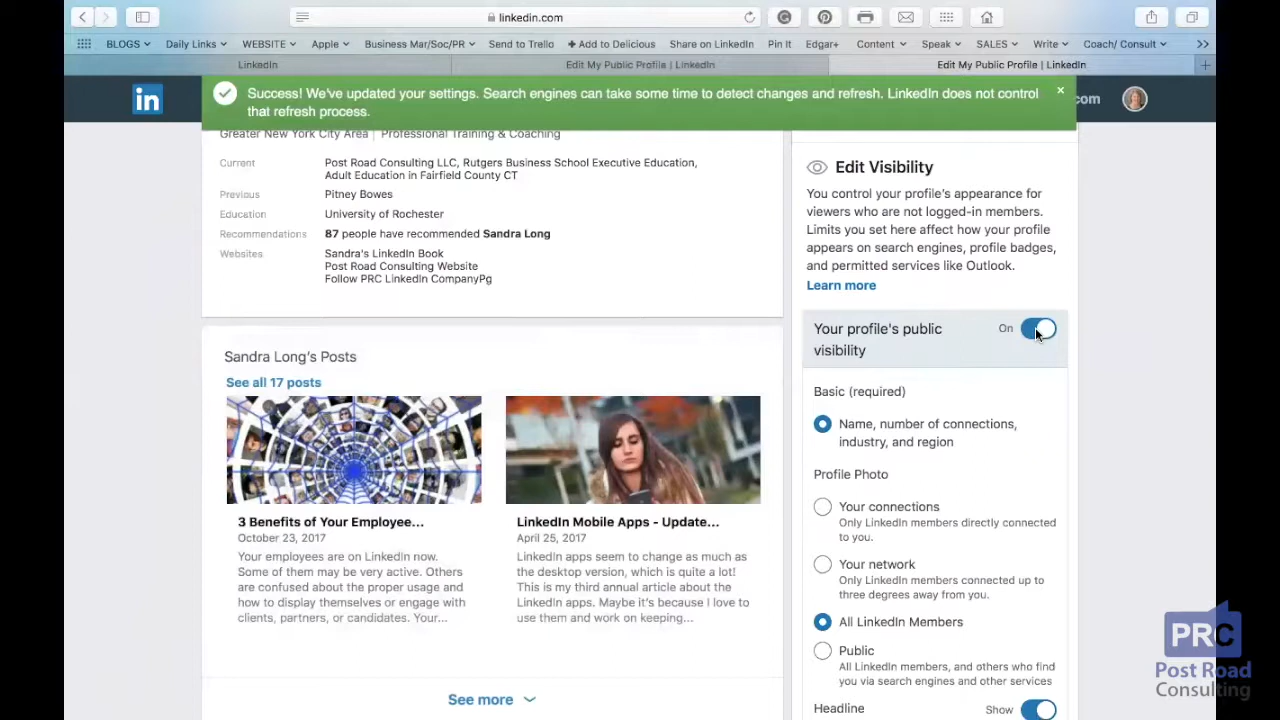 linkedin.com
BLOGS Daily Links WEBSITE Apple Business Mar/Soc/PR Send to Trello + Add to Delicious Share on LinkedIn Pin It Edgar+ Content Speak SALES Write Coach/ Consult >>
LinkedIn Edit My Public Profile | LinkedIn Edit My Public Profile | LinkedIn +
in
Success! We've updated your settings. Search engines can take some time to detect changes and refresh. LinkedIn does not control
that refresh process.
.com
Greater New York City Area | Professional Training & Coaching
Current Post Road Consulting LLC, Rutgers Business School Executive Education,
Adult Education in Fairfield County CT
Previous Pitney Bowes
Education University of Rochester
Recommendations 87 people have recommended Sandra Long
Websites Sandra's LinkedIn Book
Post Road Consulting Website
Follow PRC LinkedIn CompanyPg
Sandra Long's Posts
See all 17 posts
3 Benefits of Your Employee...
October 23, 2017
Your employees are on LinkedIn now.
Some of them may be very active. Others
are confused about the proper usage and
how to display themselves or engage with
clients, partners, or candidates. Your...
LinkedIn Mobile Apps - Update...
April 25, 2017
LinkedIn apps seem to change as much as
the desktop version, which is quite a lot!
This is my third annual article about the
LinkedIn apps. Maybe it's because I love to
use them and work on keeping...
See more
Edit Visibility
You control your profile's appearance for
viewers who are not logged-in members.
Limits you set here affect how your profile
appears on search engines, profile badges,
and permitted services like Outlook.
Learn more
Your profile's public
visibility
On
Basic (required)
Name, number of connections,
industry, and region
Profile Photo
Your connections
Only LinkedIn members directly connected
to you.
Your network
Only LinkedIn members connected up to
three degrees away from you.
All LinkedIn Members
Public
All LinkedIn members, and others who find
you via search engines and other services
Headline Show
PRC
Post Road
Consulting